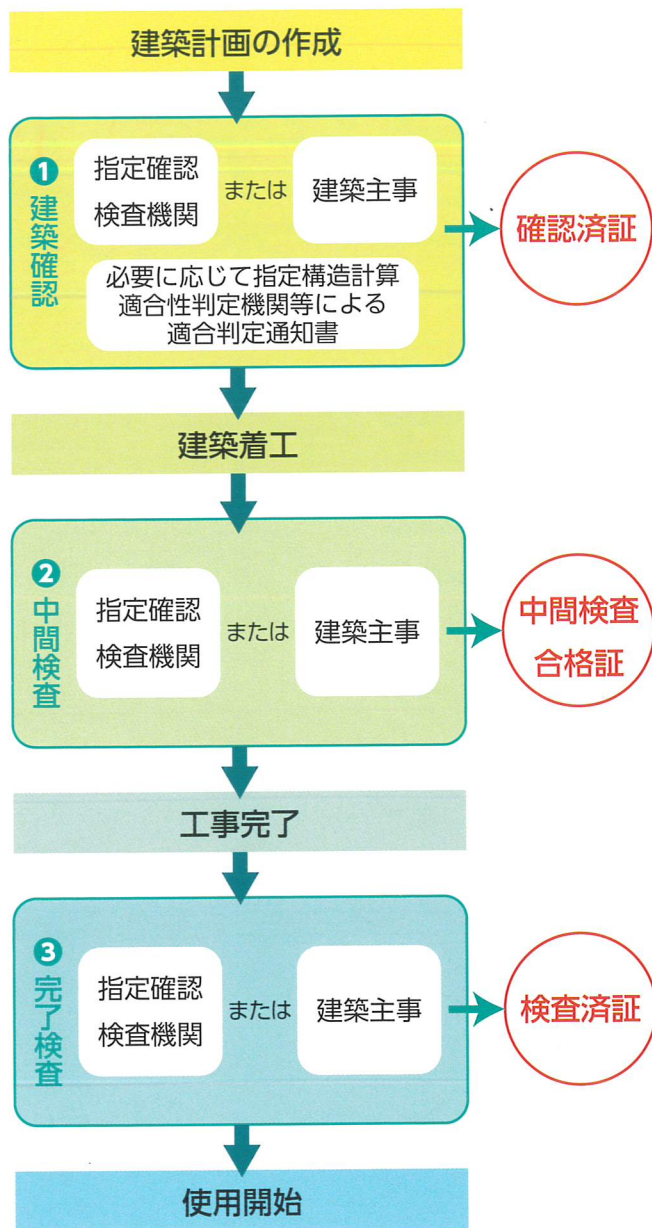 建築計画の作成
❶建築確認
指定確認
検査機関
または
建築主事
確認済証
必要に応じて指定構造計算
適合性判定機関等による
適合判定通知書
建築着工
❷中間検査
指定確認
検査機関
または
建築主事
中間検査
合格証
工事完了
❸完了検査
指定確認
検査機関
または
建築主事
検査済証
使用開始